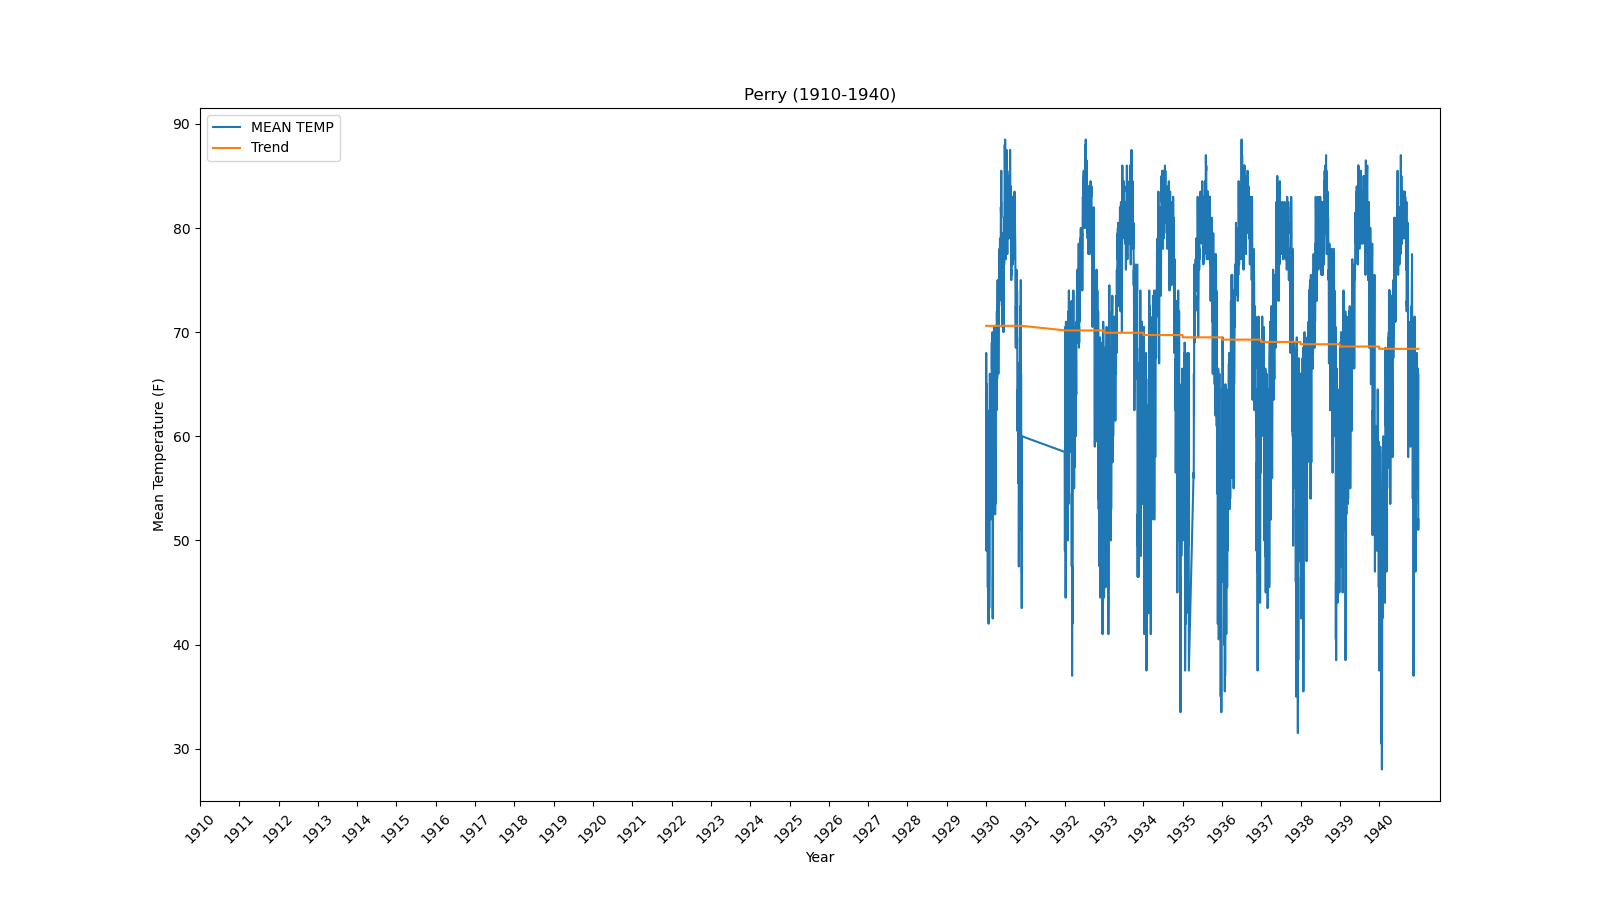 Perry (1910-1940)
MEAN TEMP
Trend
90
80
70
60
50
40
30
Mean Temperature (F)
1910 1911 1912 1913 1914 1915 1916 1917 1918 1919 1920 1921 1922 1923 1924 1925 1926 1927 1928 1929 1930 1931 1932 1933 1934 1935 1936 1937 1938 1939 1940
Year